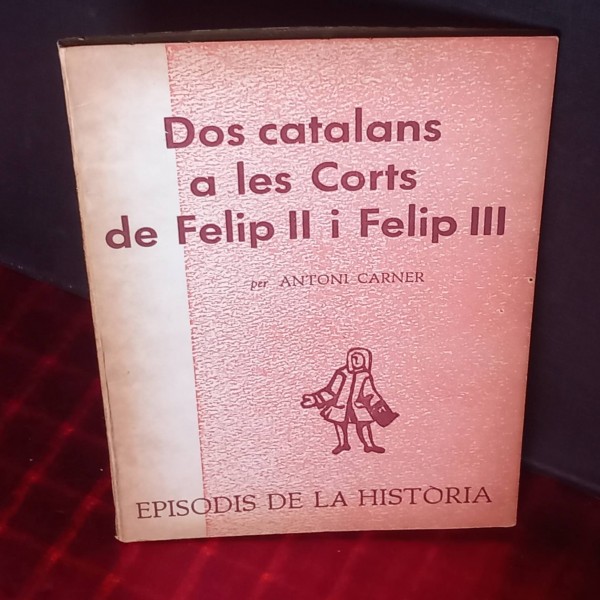 Dos catalans
a les Corts
de Felip II i Felip III
per ANTONI CARNER
EPISODIS DE LA HISTÒRIA